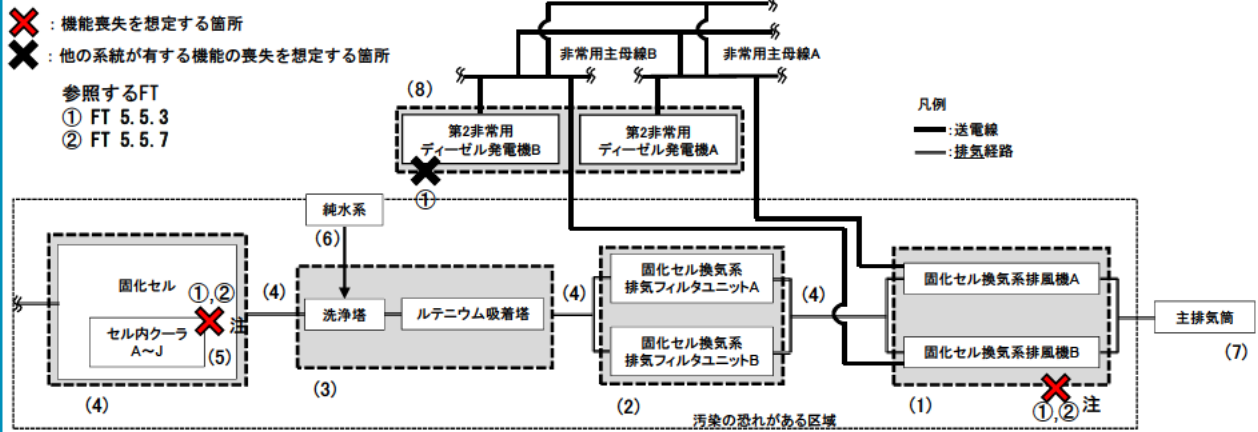 ：機能喪失を想定する箇所
：他の系統が有する機能の喪失を想定する箇所
参照するFT
① FT 5.5.3
② FT 5.5.7
非常用主母線B
非常用主母線A
(8)
第2非常用
ディーゼル発電機B
第2非常用
ディーゼル発電機A
①
凡例
：送電線
：排気経路
純水系
(6)
固化セル
①,②
注
セル内クーラ
A～J
(5)
(4)
(4)
洗浄塔
ルテニウム吸着塔
(3)
(4)
固化セル換気系
排気フィルタユニットA
固化セル換気系
排気フィルタユニットB
(2)
(4)
固化セル換気系排風機A
固化セル換気系排風機B
(1)
①,②
注
主排気筒
(7)
汚染の恐れがある区域